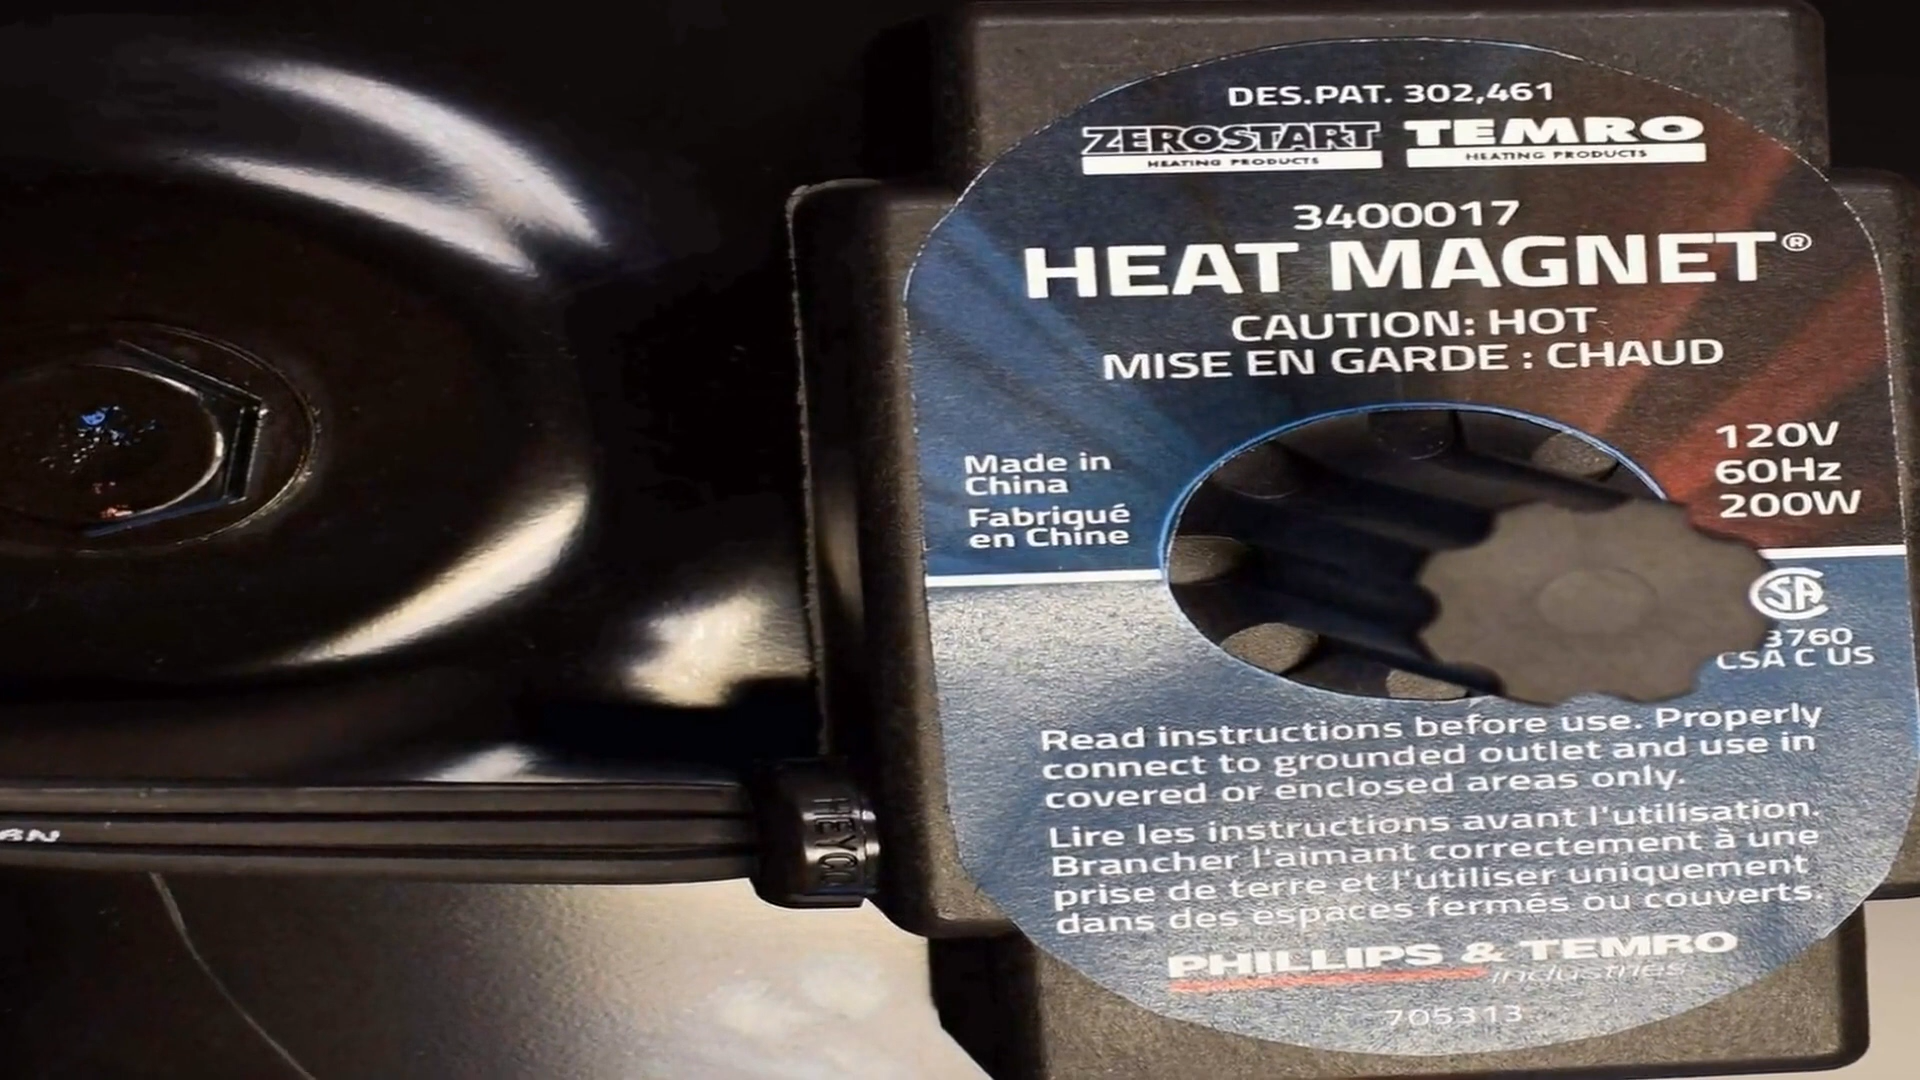 DES.PAT. 302,461
ZEROSTART TEMRO
HEATING PRODUCTS HEATING PRODUCTS
3400017
HEAT MAGNET®
CAUTION: HOT
MISE EN GARDE : CHAUD
120V
60Hz
200W
Made in
China
Fabriqué
en Chine
SA
3760
CSA C US
Read instructions before use. Properly
connect to grounded outlet and use in
covered or enclosed areas only.
Lire les instructions avant l'utilisation.
Brancher l'aimant correctement à une
prise de terre et l'utiliser uniquement
dans des espaces fermés ou couverts.
PHILLIPS & TEMRO
industries
705313
HEYCO